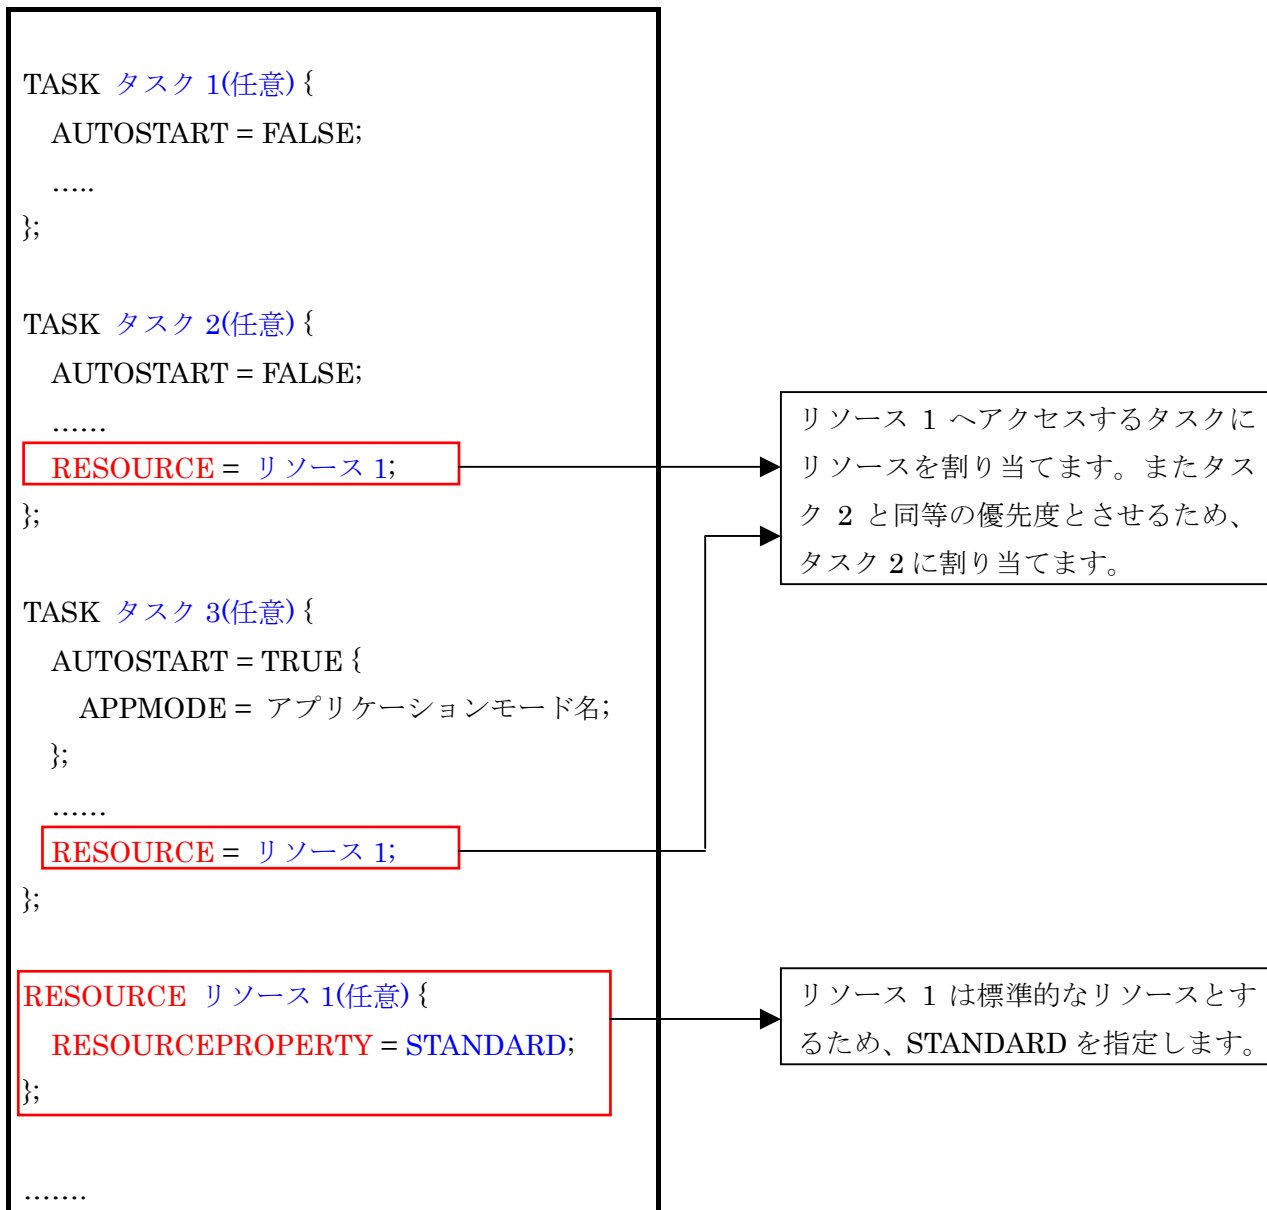 TASK タスク 1(任意) {
AUTOSTART = FALSE;
…..
};
TASK タスク 2(任意) {
AUTOSTART = FALSE;
……
RESOURCE = リソース 1;
};
TASK タスク 3(任意) {
AUTOSTART = TRUE {
APPMODE = アプリケーションモード名;
};
……
RESOURCE = リソース 1;
};
RESOURCE リソース 1(任意) {
RESOURCEPROPERTY = STANDARD;
};
…….
リソース 1 へアクセスするタスクに
リソースを割り当てます。またタス
ク 2 と同等の優先度とさせるため、
タスク 2 に割り当てます。
リソース 1 は標準的なリソースとす
るため、STANDARD を指定します。